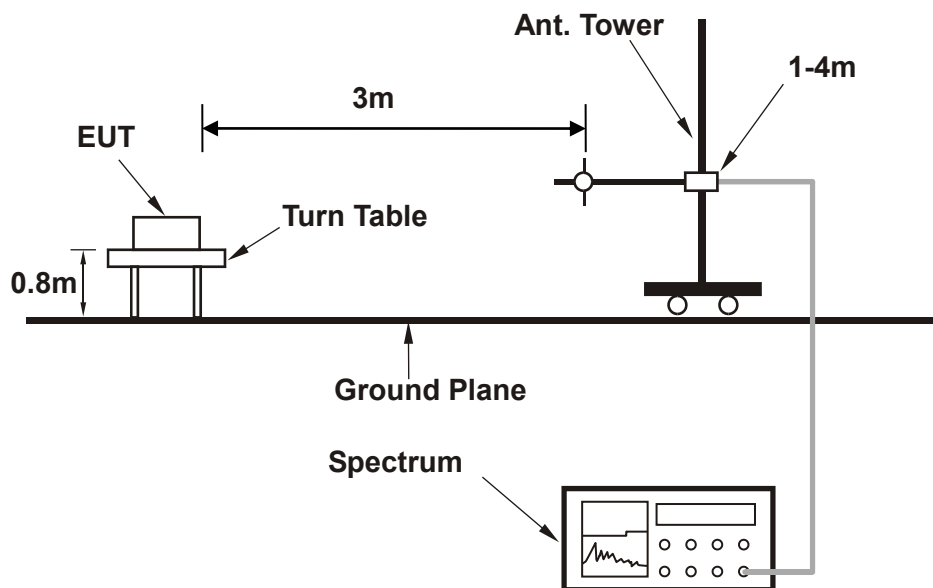 Ant. Tower
1-4m
3m
EUT
Turn Table
0.8m
Ground Plane
Spectrum